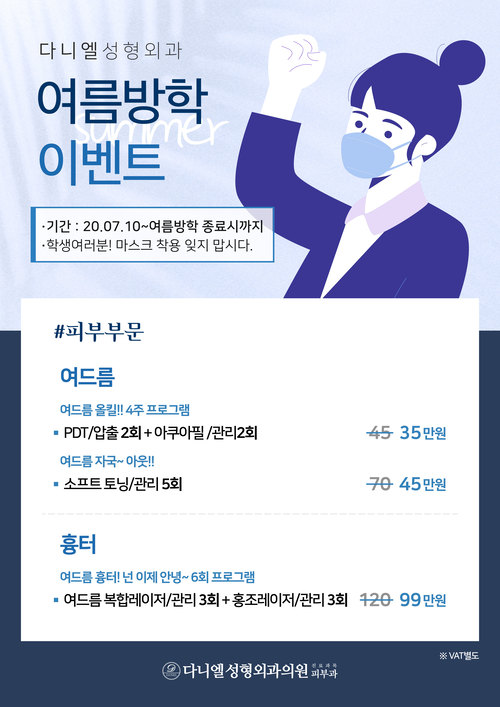 다니엘성형외과
여름방학
summer
이벤트
·기간 : 20.07.10~여름방학 종료시까지
·학생여러분! 마스크 착용 잊지 맙시다.
#피부부문
여드름
여드름 올킬!! 4주 프로그램
▪ PDT/압출 2회 + 아쿠아필 /관리2회 45 35만원
여드름 자국~ 아웃!!
▪ 소프트 토닝/관리 5회 70 45만원
흉터
여드름 흉터! 넌 이제 안녕~ 6회 프로그램
▪ 여드름 복합레이저/관리 3회 + 홍조레이저/관리 3회 120 99만원
※ VAT별도
다니엘성형외과의원 진료과목 피부과